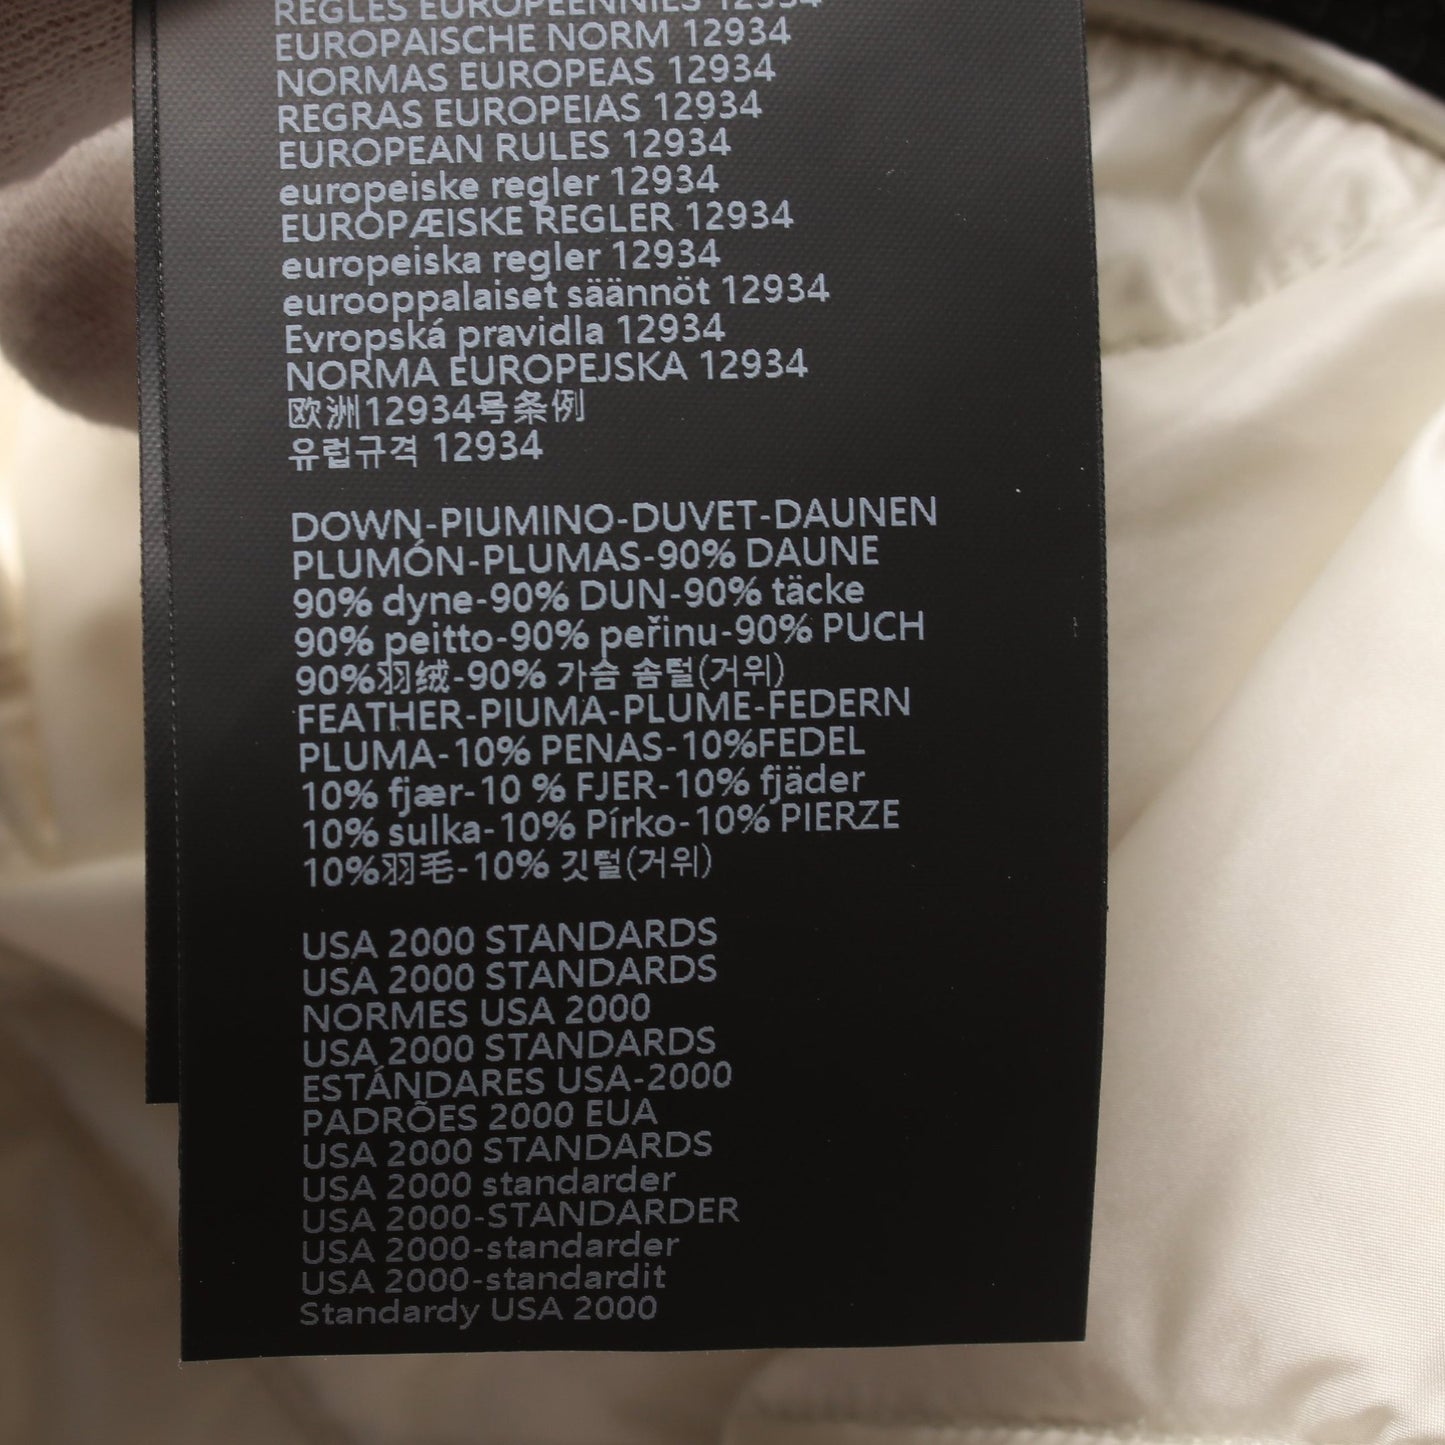 REGLES EUROPÉENNES 12934
EUROPAISCHE NORM 12934
NORMAS EUROPEAS 12934
REGRAS EUROPEIAS 12934
EUROPEAN RULES 12934
europeiske regler 12934
EUROPÆISKE REGLER 12934
europeiska regler 12934
eurooppalaiset säännöt 12934
Evropská pravidla 12934
NORMA EUROPEJSKA 12934
欧洲12934号条例
유럽규격 12934
DOWN-PIUMINO-DUVET-DAUNEN
PLUMÓN-PLUMAS-90% DAUNE
90% dyne-90% DUN-90% täcke
90% peitto-90% peřinu-90% PUCH
90%羽绒-90% 가슴 솜털(거위)
FEATHER-PIUMA-PLUME-FEDERN
PLUMA-10% PENAS-10%FEDEL
10% fjær-10 % FJER-10% fjäder
10% sulka-10% Pírko-10% PIERZE
10%羽毛-10% 깃털(거위)
USA 2000 STANDARDS
USA 2000 STANDARDS
NORMES USA 2000
USA 2000 STANDARDS
ESTÁNDARES USA-2000
PADRÕES 2000 EUA
USA 2000 STANDARDS
USA 2000 standarder
USA 2000-STANDARDER
USA 2000-standarder
USA 2000-standardit
Standardy USA 2000